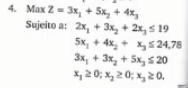 4. Max Z = 3x₁ + 5x₂ + 4x₃
Sujeito a: 2x₁ + 3x₂ + 2x₃ ≤ 19
5x₁ + 4x₂ + x₃ ≤ 24,78
3x₁ + 3x₂ + 5x₃ ≤ 20
x₁ ≥ 0; x₂ ≥ 0; x₃ ≥ 0.